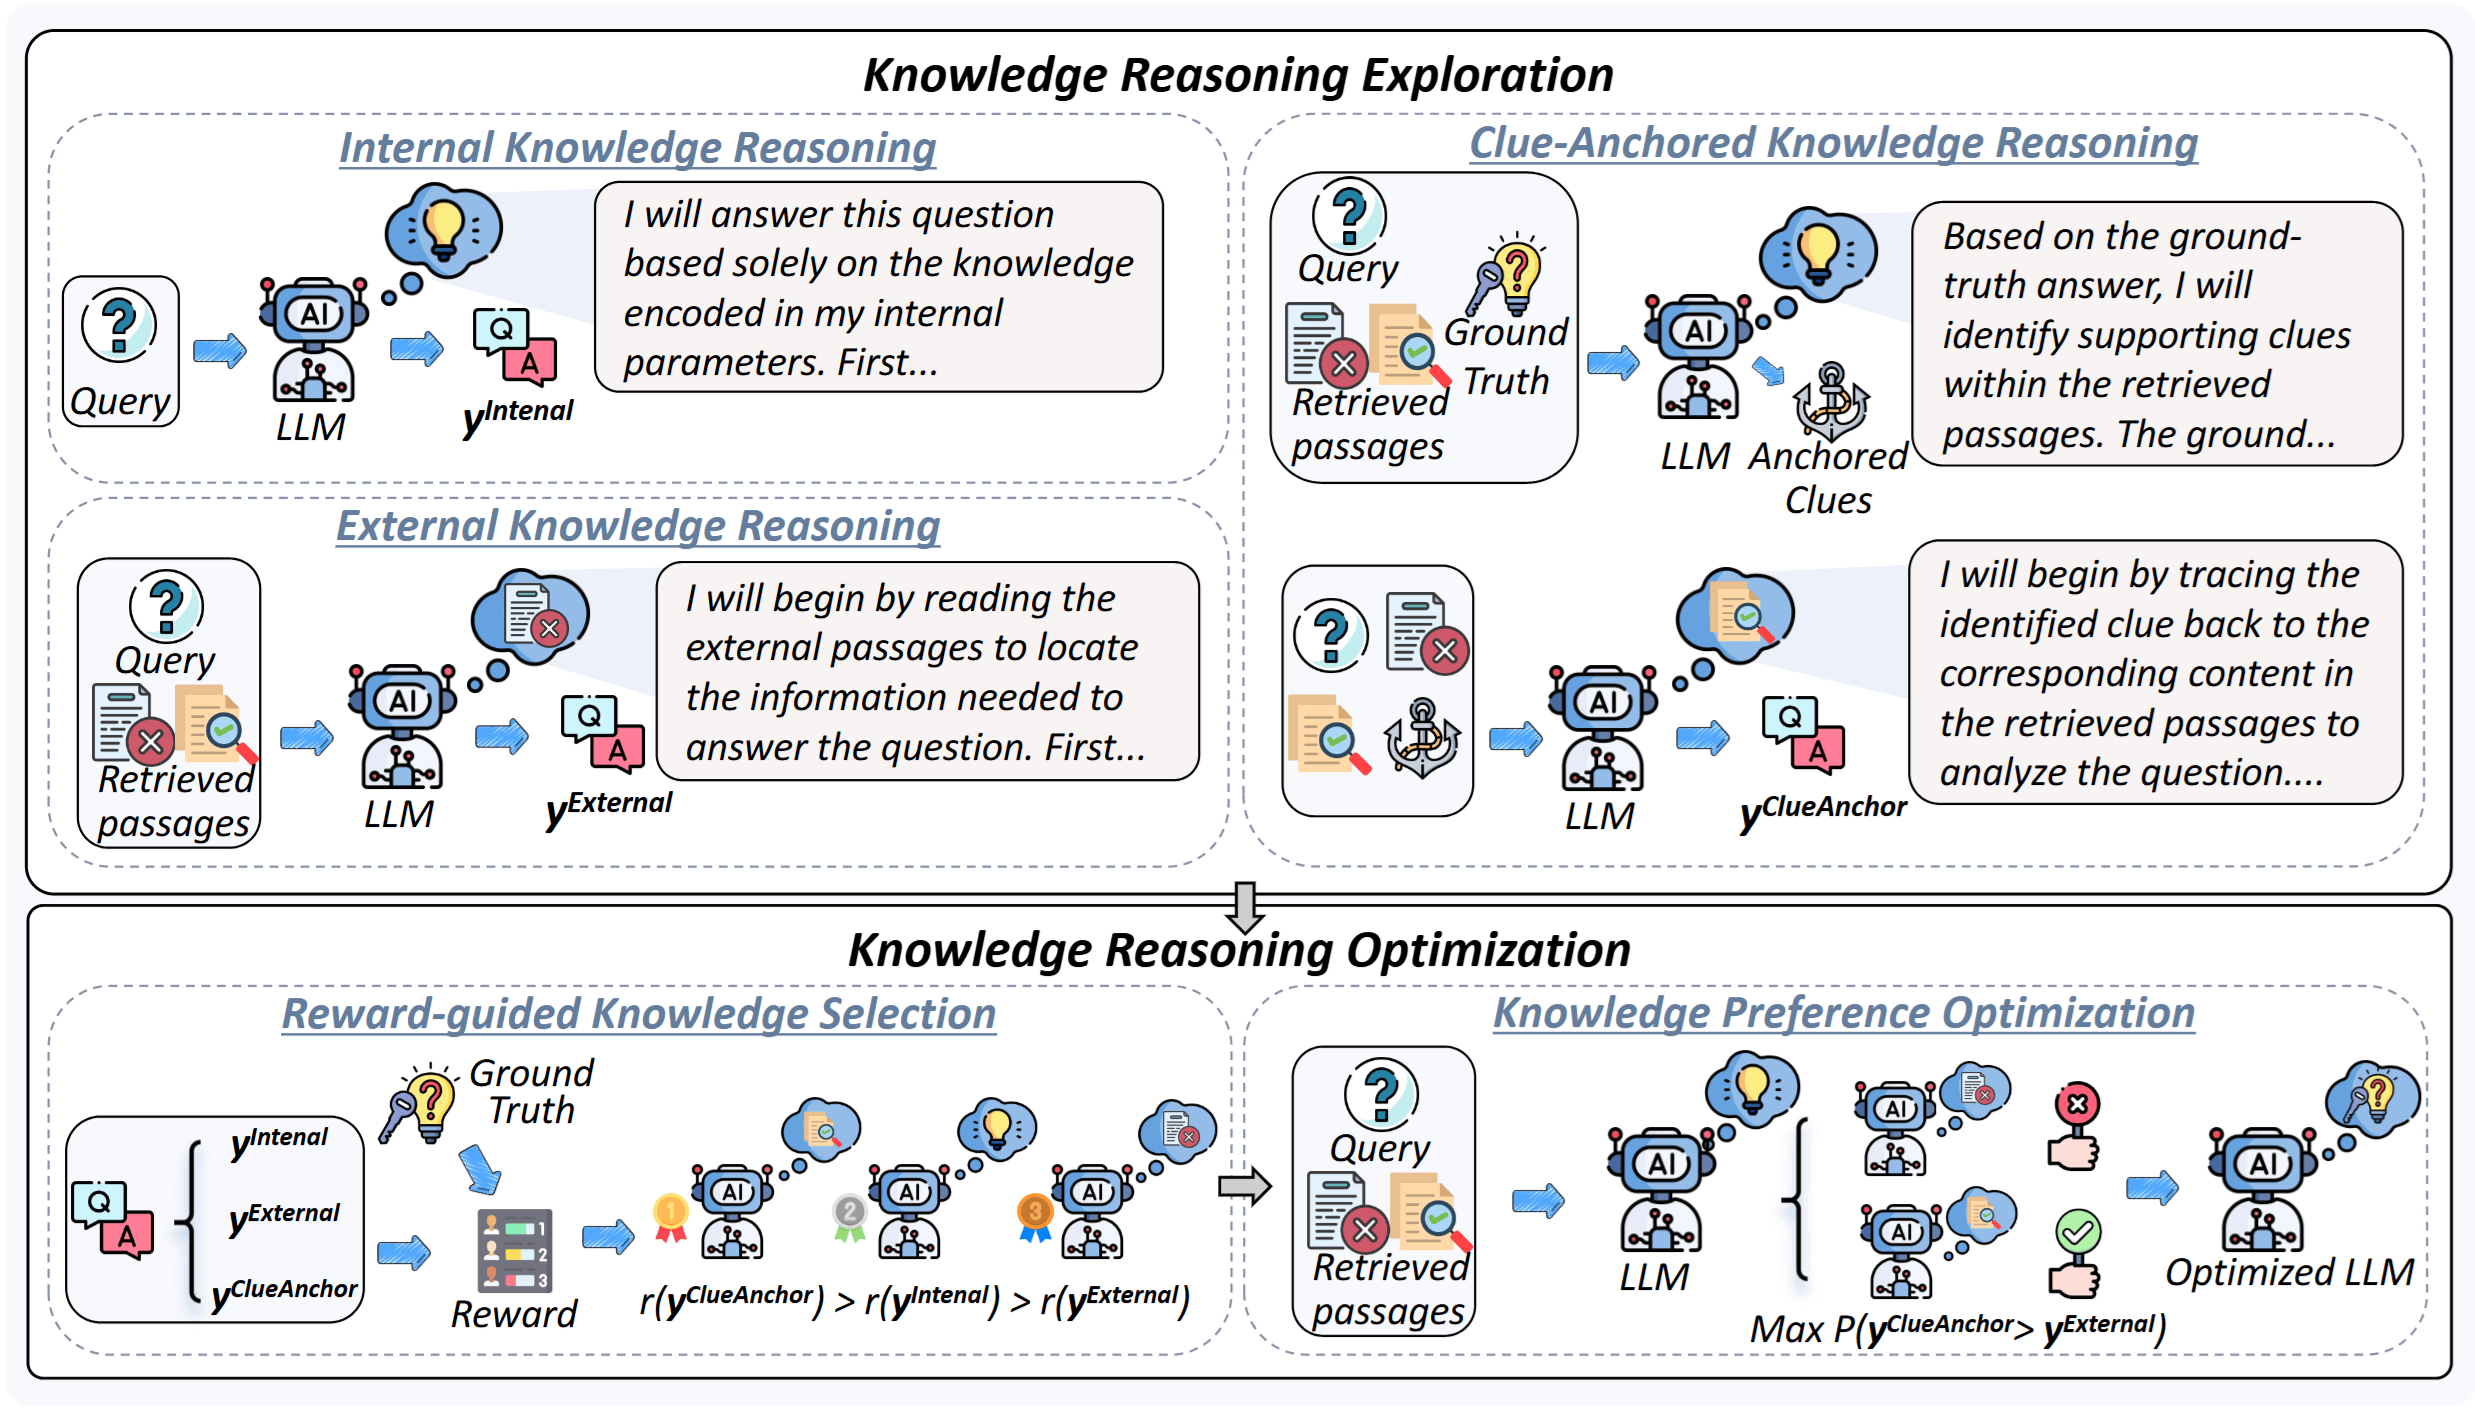 Knowledge Reasoning Exploration
Internal Knowledge Reasoning
I will answer this question
based solely on the knowledge
encoded in my internal
parameters. First...
Query
AI
LLM
Q
A
y^Intenal
External Knowledge Reasoning
I will begin by reading the
external passages to locate
the information needed to
answer the question. First...
Query
Retrieved
passages
AI
LLM
Q
A
y^External
Clue-Anchored Knowledge Reasoning
Query
Ground
Truth
Retrieved
passages
AI
LLM
Anchored
Clues
Based on the ground-
truth answer, I will
identify supporting clues
within the retrieved
passages. The ground...
AI
LLM
Q
A
y^ClueAnchor
I will begin by tracing the
identified clue back to the
corresponding content in
the retrieved passages to
analyze the question....
Knowledge Reasoning Optimization
Reward-guided Knowledge Selection
Q
A
y^Intenal
y^External
y^ClueAnchor
Ground
Truth
1
2
3
Reward
1
AI
2
AI
3
AI
r(y^ClueAnchor) > r(y^Intenal) > r(y^External)
Knowledge Preference Optimization
Query
Retrieved
passages
AI
LLM
AI
AI
Max P(y^ClueAnchor > y^External)
AI
Optimized LLM